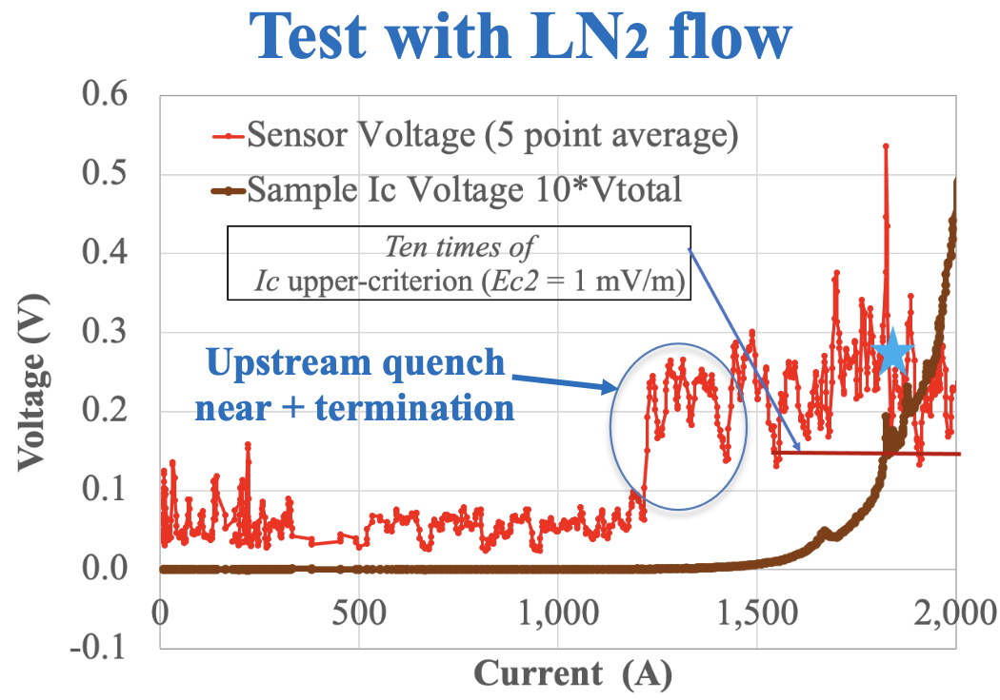 Test with LN2 flow
0.6
0.5
0.4
0.3
0.2
0.1
0.0
-0.1
Voltage (V)
Sensor Voltage (5 point average)
Sample Ic Voltage 10*Vtotal
Ten times of
Ic upper-criterion (Ec2 = 1 mV/m)
Upstream quench
near + termination
0 500 1,000 1,500 2,000
Current (A)